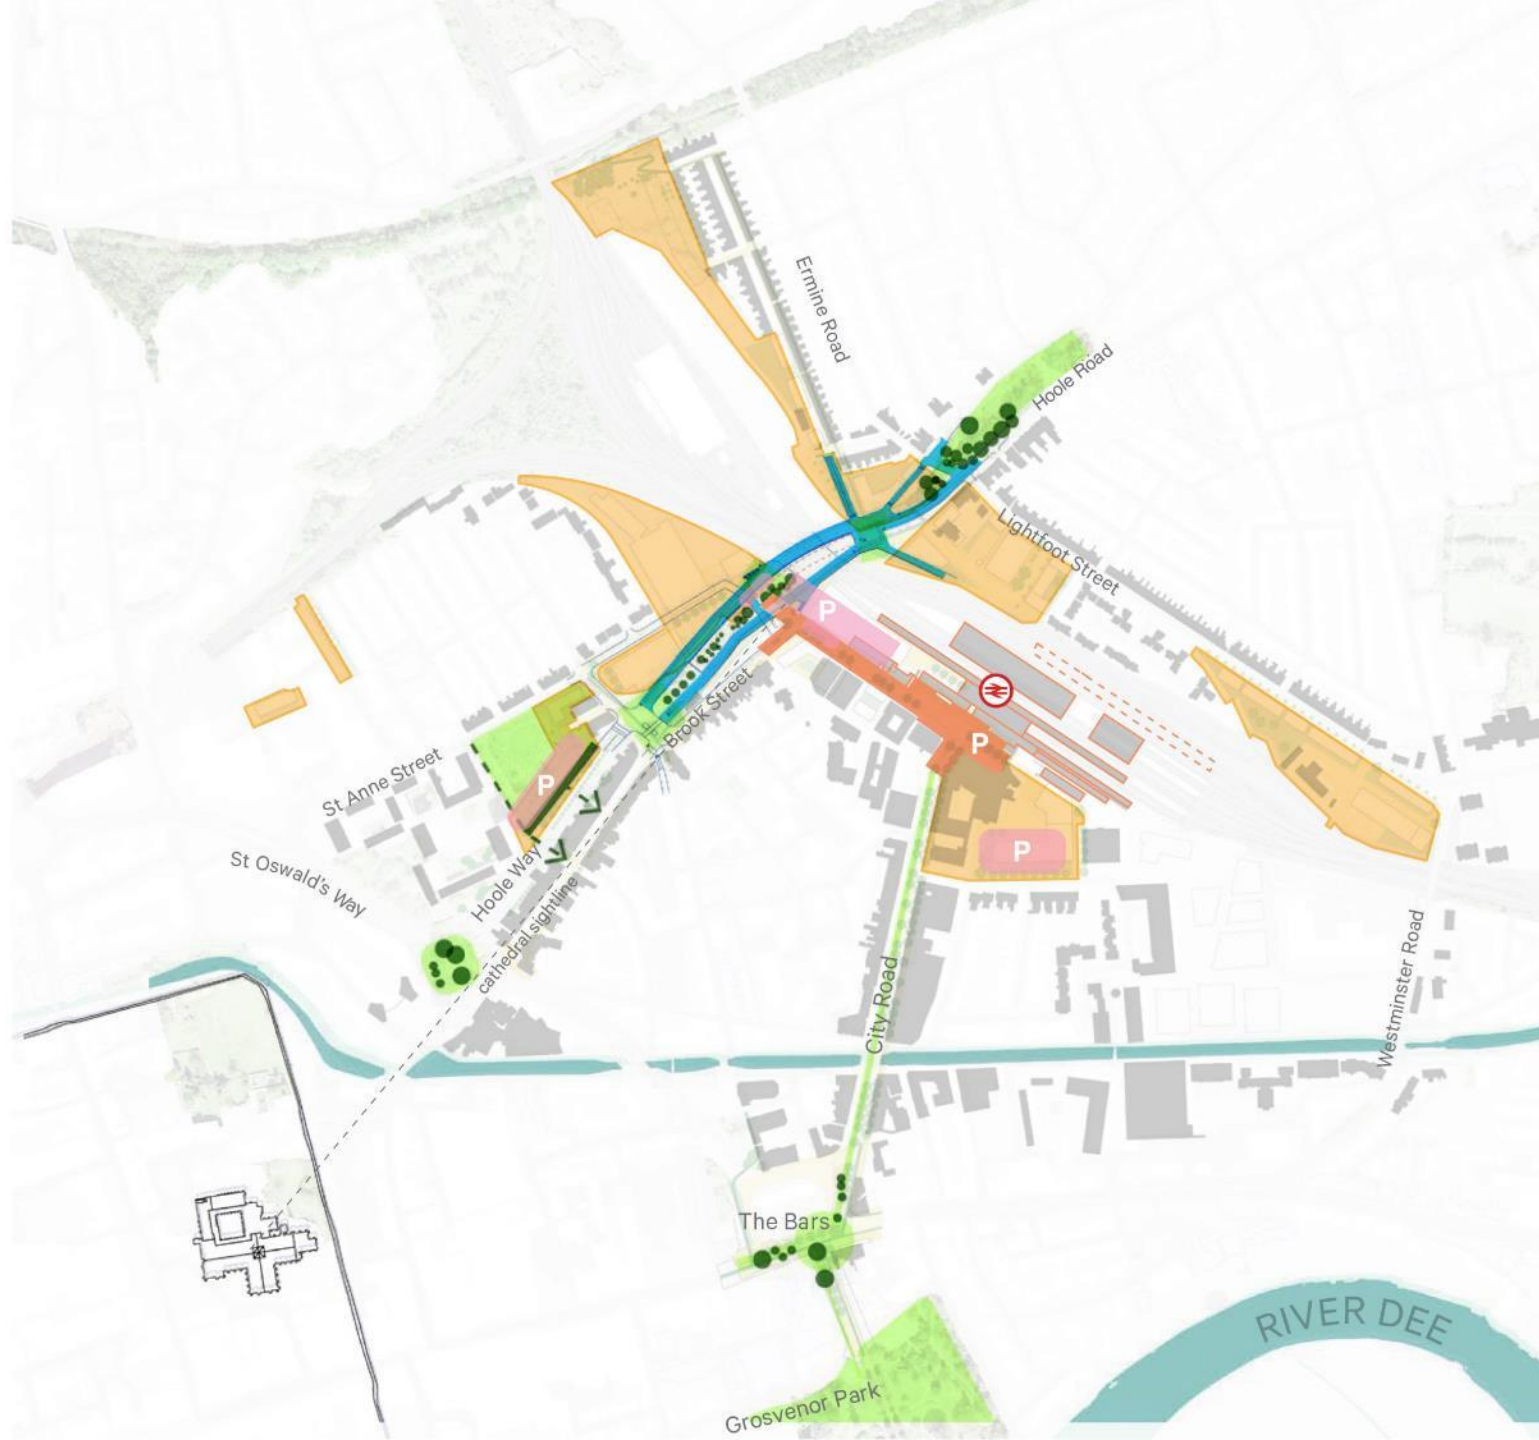 Ermine Road
Hoole Road
Lightfoot Street
P
Brook Street
P
St Anne Street
P
P
St Oswald's Way
Hoole Way
cathedral sightline
Westminster Road
City Road
The Bars
RIVER DEE
Grosvenor Park